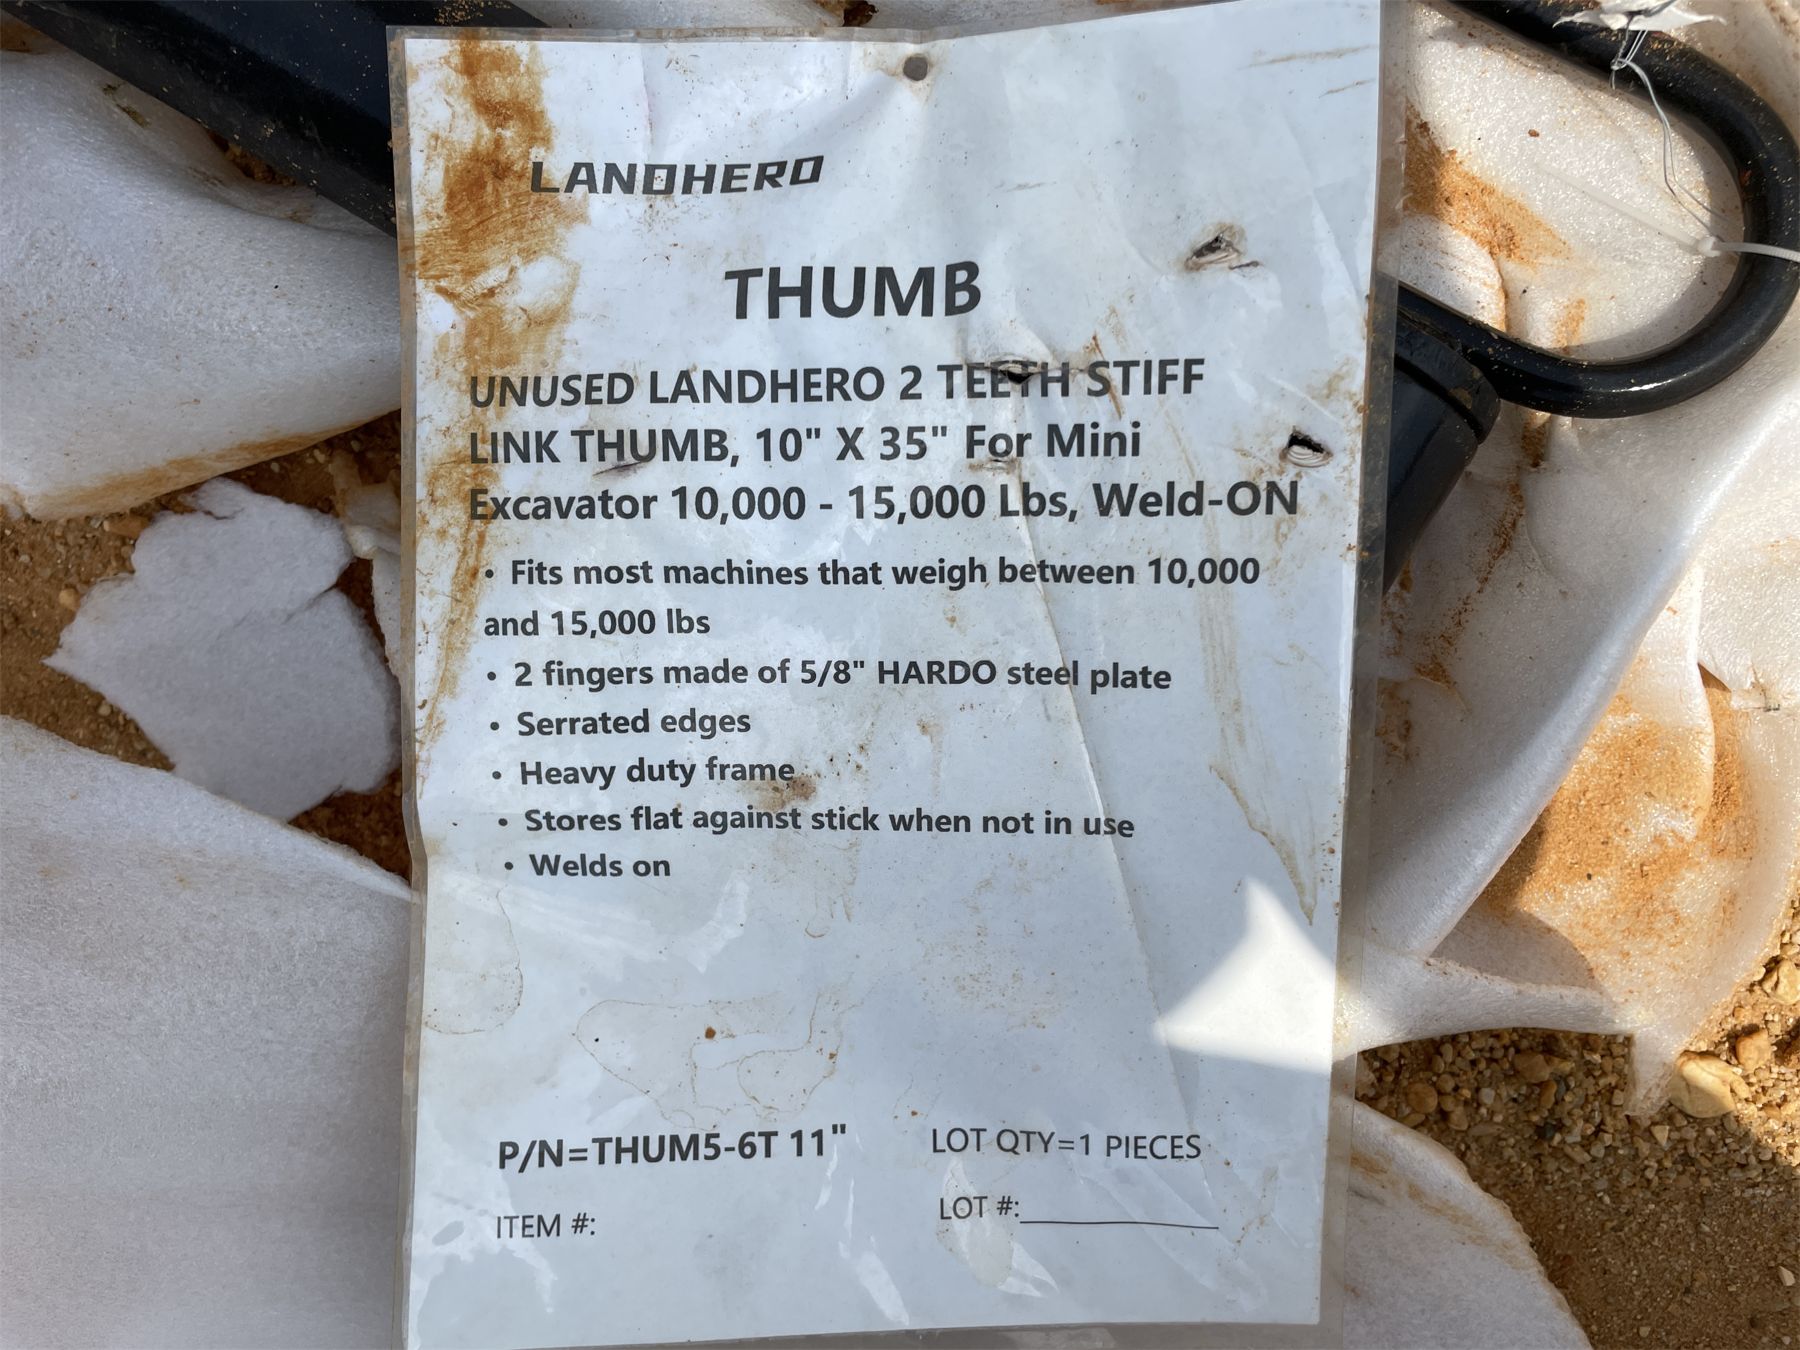 LANDHERO
THUMB
UNUSED LANDHERO 2 TEETH STIFF
LINK THUMB, 10" X 35" For Mini
Excavator 10,000 - 15,000 Lbs, Weld-ON
• Fits most machines that weigh between 10,000
and 15,000 lbs
• 2 fingers made of 5/8" HARDO steel plate
• Serrated edges
• Heavy duty frame
• Stores flat against stick when not in use
• Welds on
P/N=THUM5-6T 11" LOT QTY=1 PIECES
ITEM #: LOT #:______________